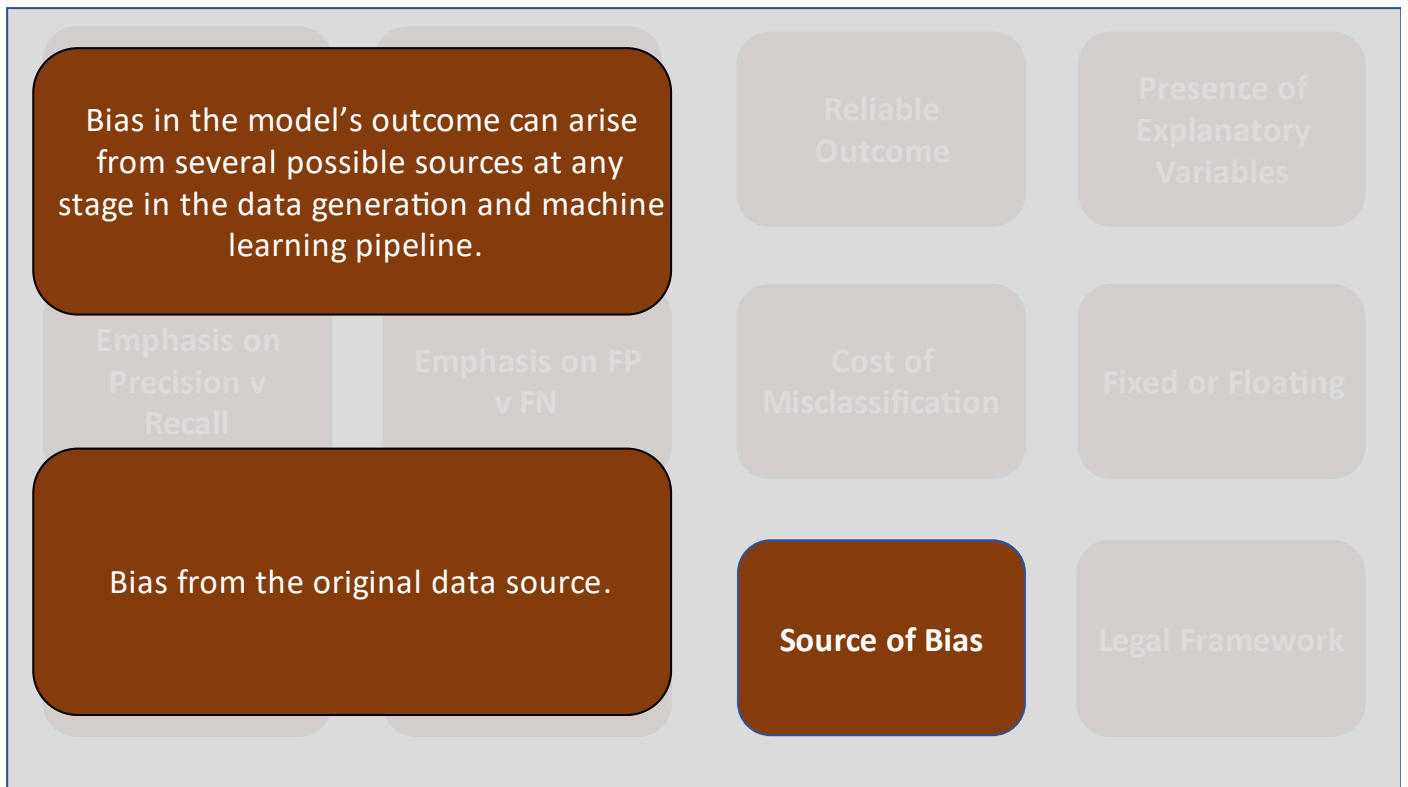 Bias in the model’s outcome can arise
from several possible sources at any
stage in the data generation and machine
learning pipeline.
Reliable
Outcome
Presence of
Explanatory
Variables
Emphasis on
Precision v
Recall
Emphasis on FP
v FN
Cost of
Misclassification
Fixed or Floating
Bias from the original data source.
Source of Bias
Legal Framework